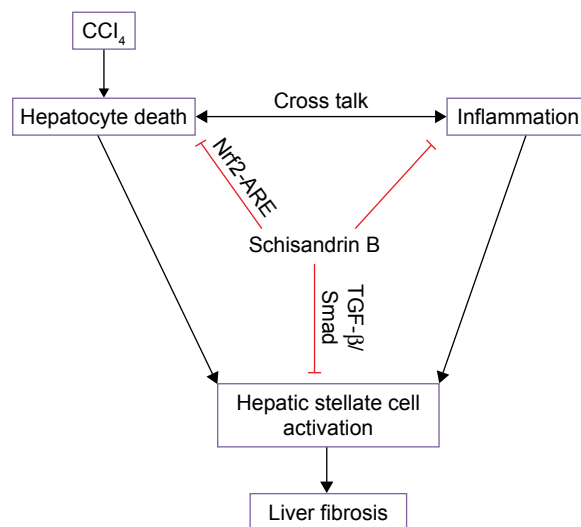 CCl₄
Cross talk
Hepatocyte death
Inflammation
Nrf2-ARE
Schisandrin B
TGF-β/
Smad
Hepatic stellate cell
activation
Liver fibrosis